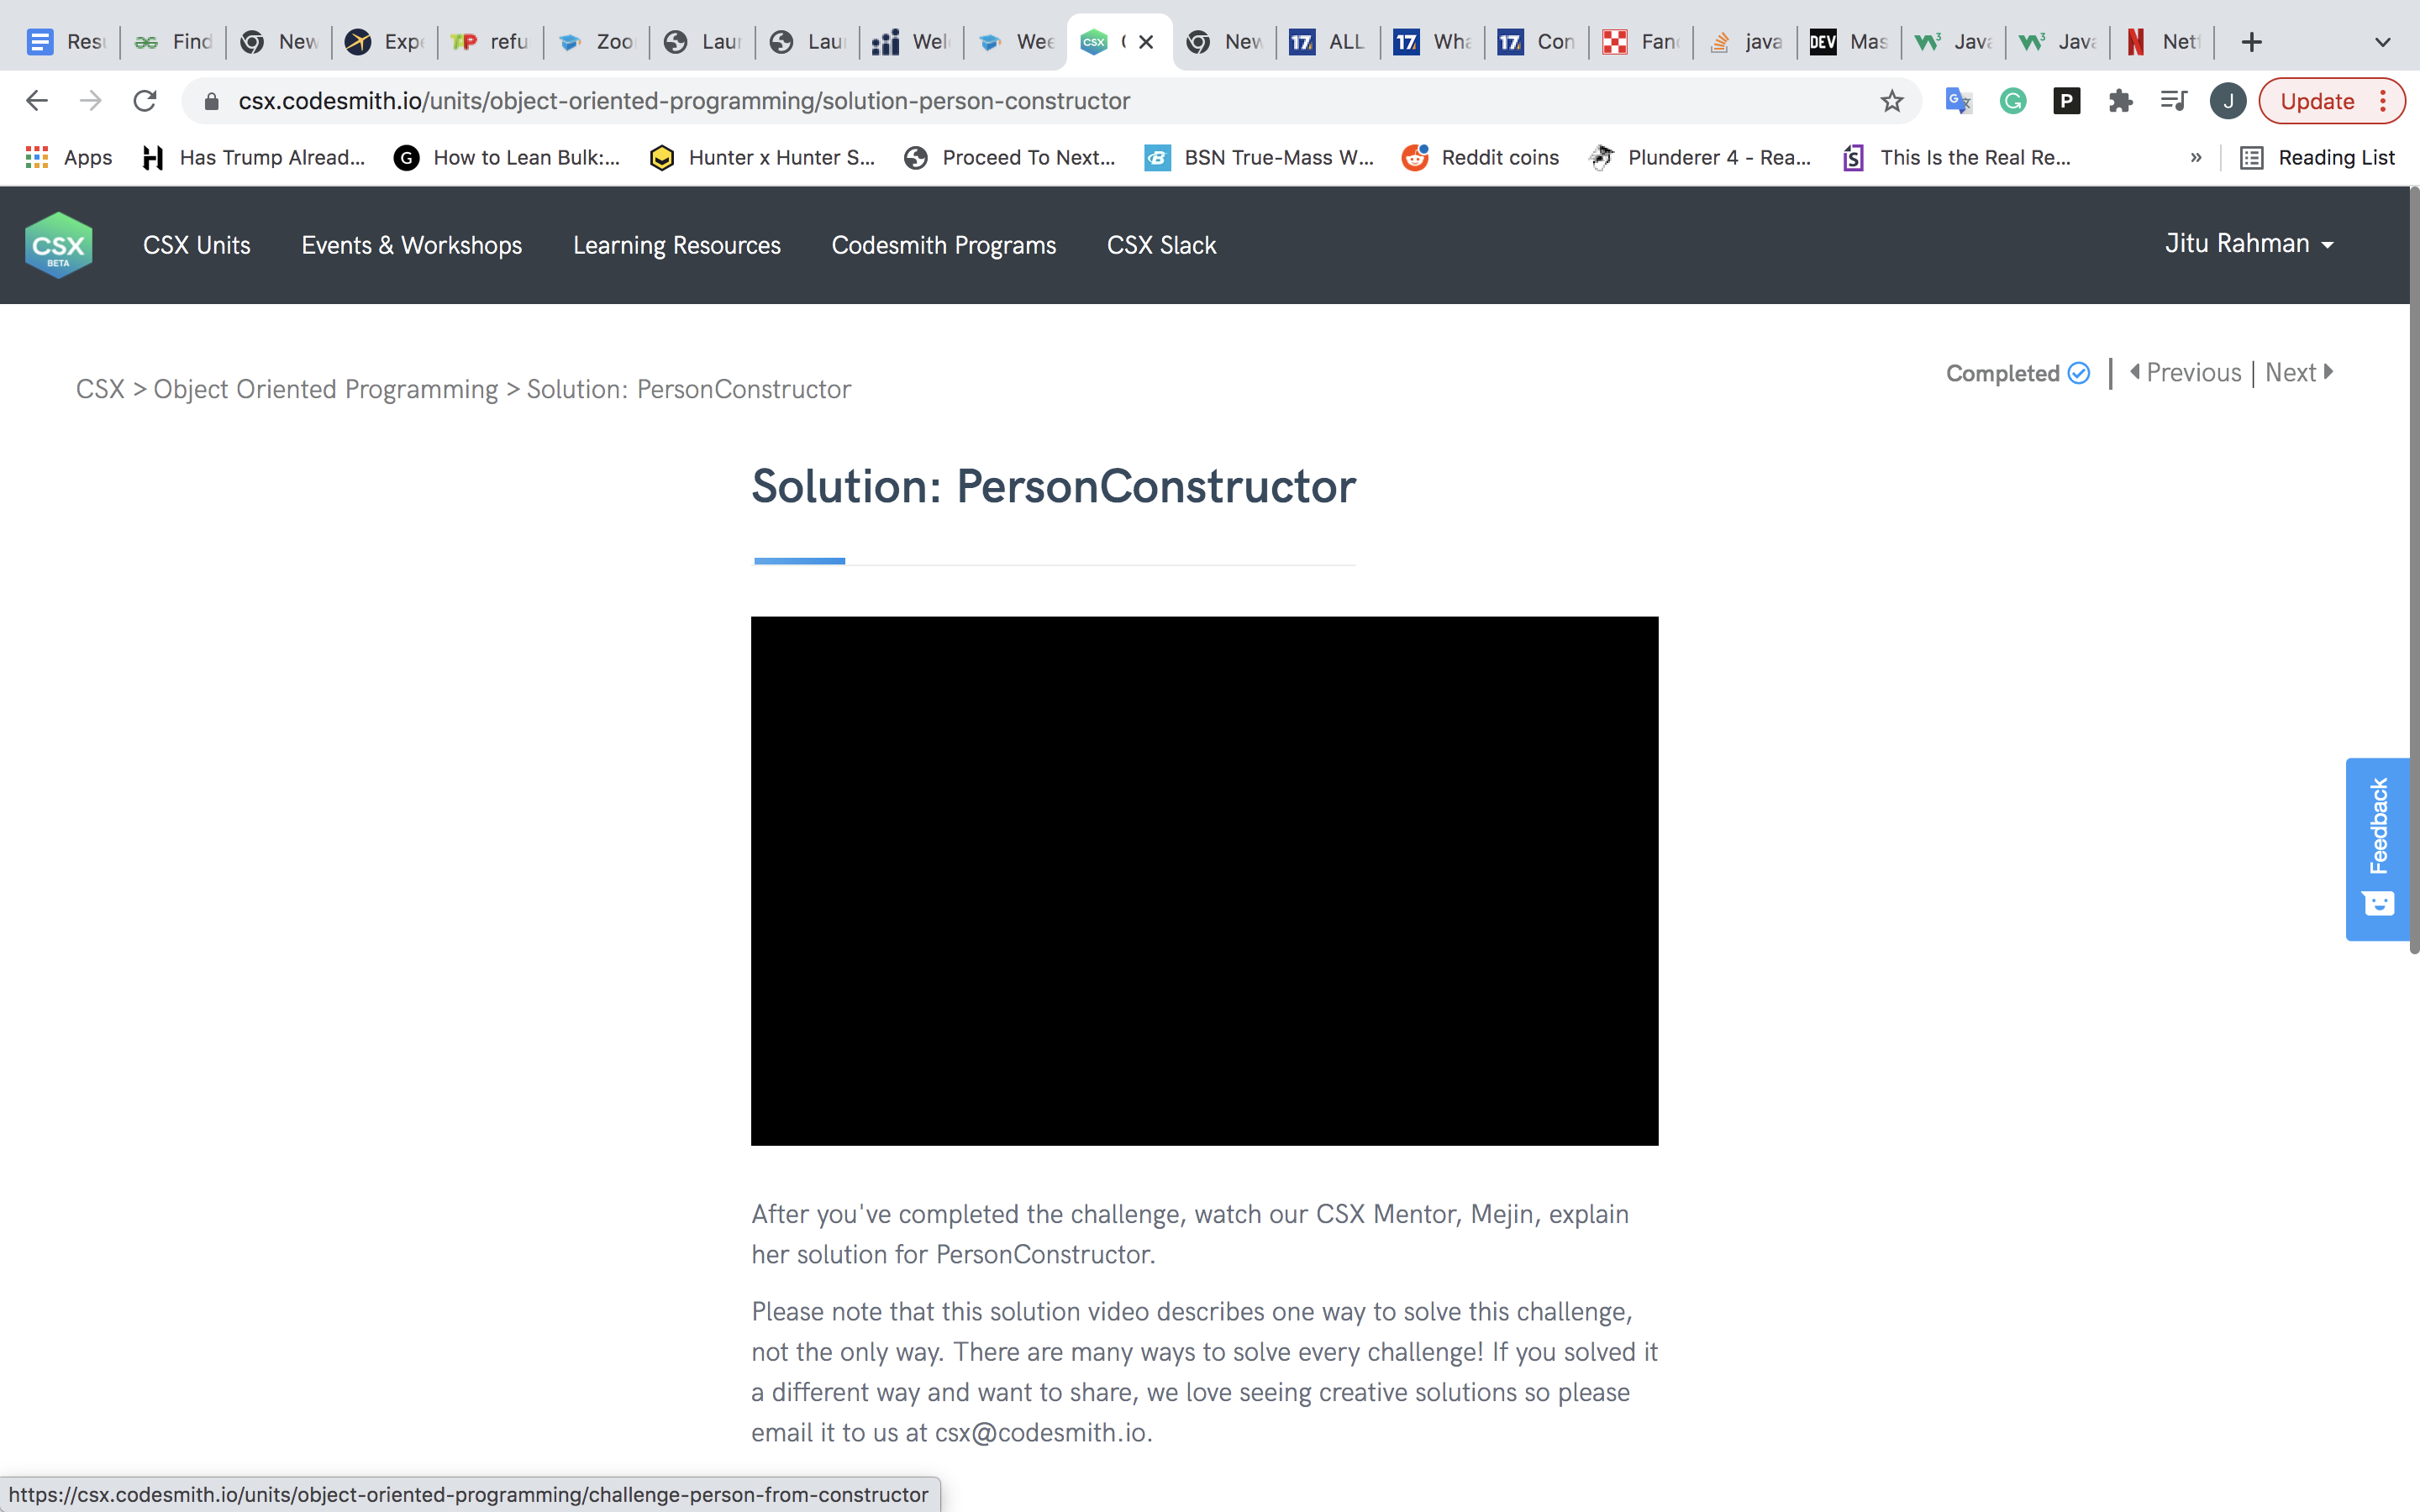 Res Find New Exp TP refu Zoo Laur Lau Wel Wee CSX New 17 ALL 17 Wha 17 Con Fan java DEV Mas Java Java N Net
csx.codesmith.io/units/object-oriented-programming/solution-person-constructor P J Update
Apps Has Trump Alread... How to Lean Bulk:... Hunter x Hunter S... Proceed To Next... BSN True-Mass W... Reddit coins Plunderer 4 - Rea... This Is the Real Re... » Reading List
CSX BETA CSX Units Events & Workshops Learning Resources Codesmith Programs CSX Slack Jitu Rahman
Completed | Previous | Next
CSX > Object Oriented Programming > Solution: PersonConstructor
Solution: PersonConstructor
Feedback
After you've completed the challenge, watch our CSX Mentor, Mejin, explain
her solution for PersonConstructor.
Please note that this solution video describes one way to solve this challenge,
not the only way. There are many ways to solve every challenge! If you solved it
a different way and want to share, we love seeing creative solutions so please
email it to us at csx@codesmith.io.
https://csx.codesmith.io/units/object-oriented-programming/challenge-person-from-constructor